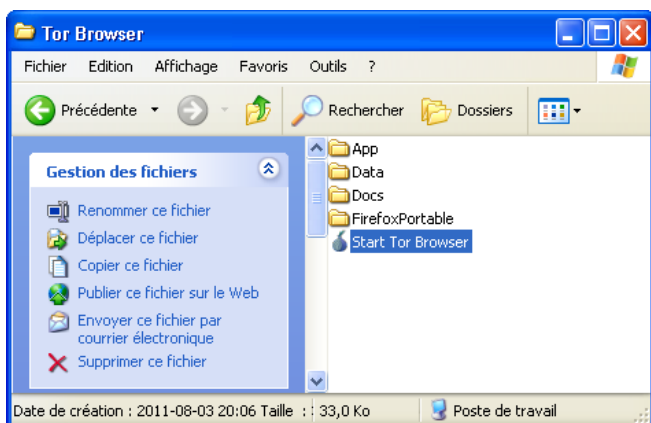 Tor Browser
Fichier Edition Affichage Favoris Outils ?
Précédente Rechercher Dossiers
Gestion des fichiers
Renommer ce fichier
Déplacer ce fichier
Copier ce fichier
Publier ce fichier sur le Web
Envoyer ce fichier par
courrier électronique
Supprimer ce fichier
App
Data
Docs
FirefoxPortable
Start Tor Browser
Date de création : 2011-08-03 20:06 Taille : 33,0 Ko Poste de travail